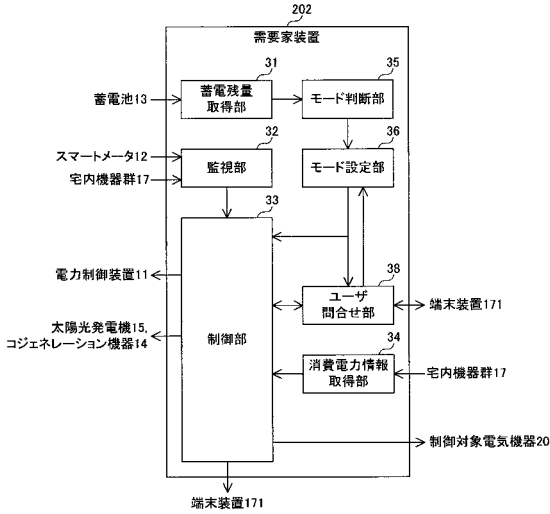 202
需要家装置
31
蓄電残量
取得部
35
モード判断部
蓄電池13
32
監視部
36
モード設定部
スマートメータ12
宅内機器群17
33
制御部
電力制御装置11
38
ユーザ
問合せ部
端末装置171
太陽光発電機15,
コジェネレーション機器14
34
消費電力情報
取得部
宅内機器群17
制御対象電気機器20
端末装置171